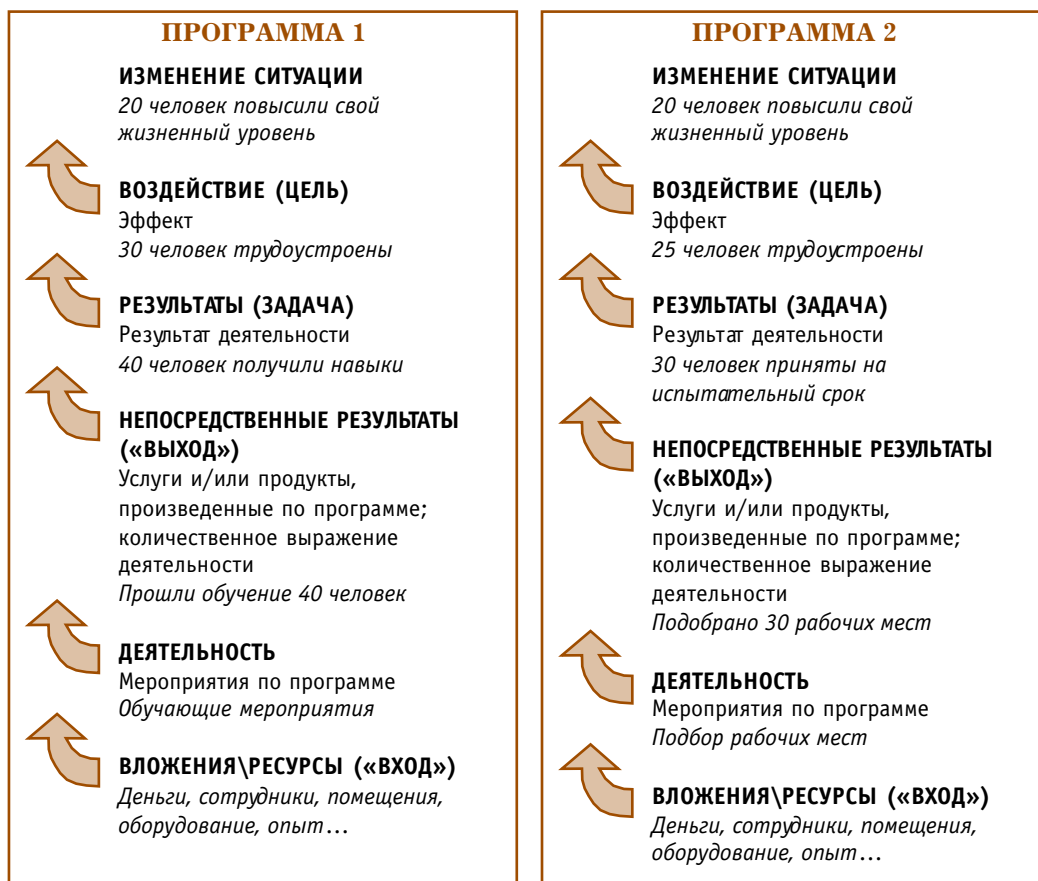 ПРОГРАММА 1
ИЗМЕНЕНИЕ СИТУАЦИИ
20 человек повысили свой
жизненный уровень
ВОЗДЕЙСТВИЕ (ЦЕЛЬ)
Эффект
30 человек трудоустроены
РЕЗУЛЬТАТЫ (ЗАДАЧА)
Результат деятельности
40 человек получили навыки
НЕПОСРЕДСТВЕННЫЕ РЕЗУЛЬТАТЫ
(«ВЫХОД»)
Услуги и/или продукты,
произведенные по программе;
количественное выражение
деятельности
Прошли обучение 40 человек
ДЕЯТЕЛЬНОСТЬ
Мероприятия по программе
Обучающие мероприятия
ВЛОЖЕНИЯ\РЕСУРСЫ («ВХОД»)
Деньги, сотрудники, помещения,
оборудование, опыт...
ПРОГРАММА 2
ИЗМЕНЕНИЕ СИТУАЦИИ
20 человек повысили свой
жизненный уровень
ВОЗДЕЙСТВИЕ (ЦЕЛЬ)
Эффект
25 человек трудоустроены
РЕЗУЛЬТАТЫ (ЗАДАЧА)
Результат деятельности
30 человек приняты на
испытательный срок
НЕПОСРЕДСТВЕННЫЕ РЕЗУЛЬТАТЫ
(«ВЫХОД»)
Услуги и/или продукты,
произведенные по программе;
количественное выражение
деятельности
Подобрано 30 рабочих мест
ДЕЯТЕЛЬНОСТЬ
Мероприятия по программе
Подбор рабочих мест
ВЛОЖЕНИЯ\РЕСУРСЫ («ВХОД»)
Деньги, сотрудники, помещения,
оборудование, опыт...